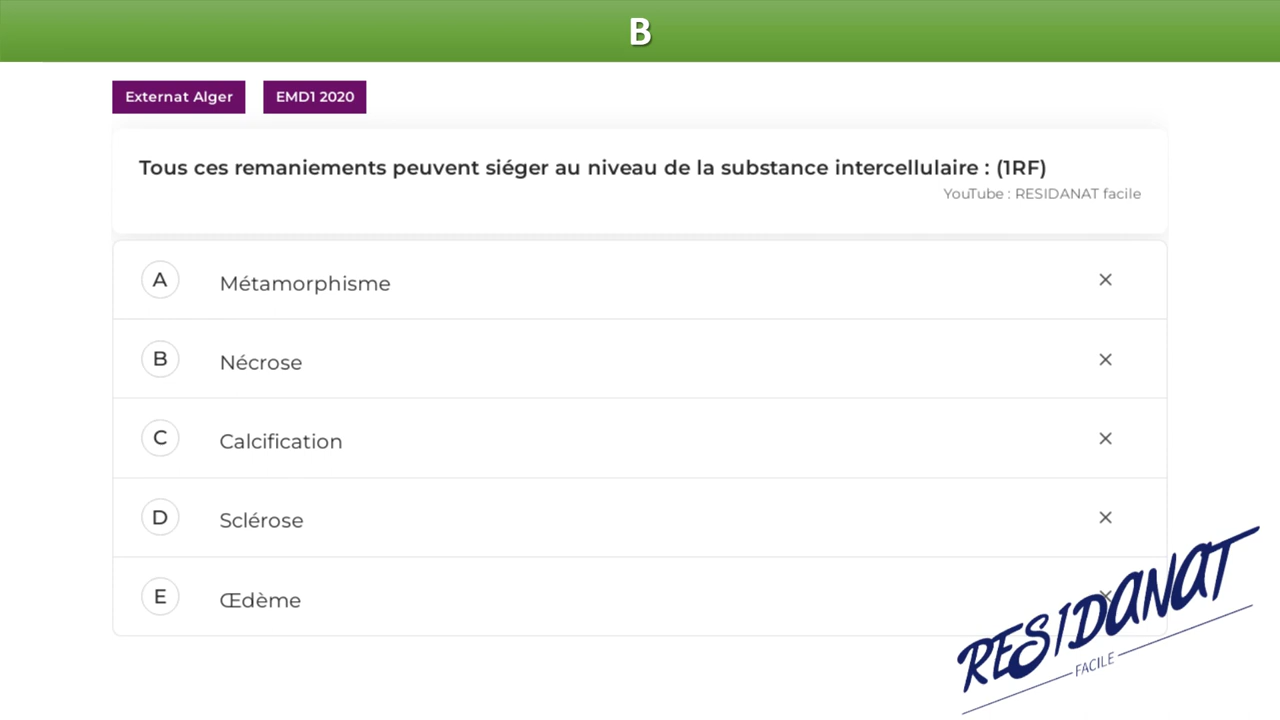 B
Externat Alger
EMD1 2020
Tous ces remaniements peuvent siéger au niveau de la substance intercellulaire : (1RF)
YouTube : RESIDANAT facile
A Métamorphisme ×
B Nécrose ×
C Calcification ×
D Sclérose ×
E Œdème ×
RESIDANAT
FACILE